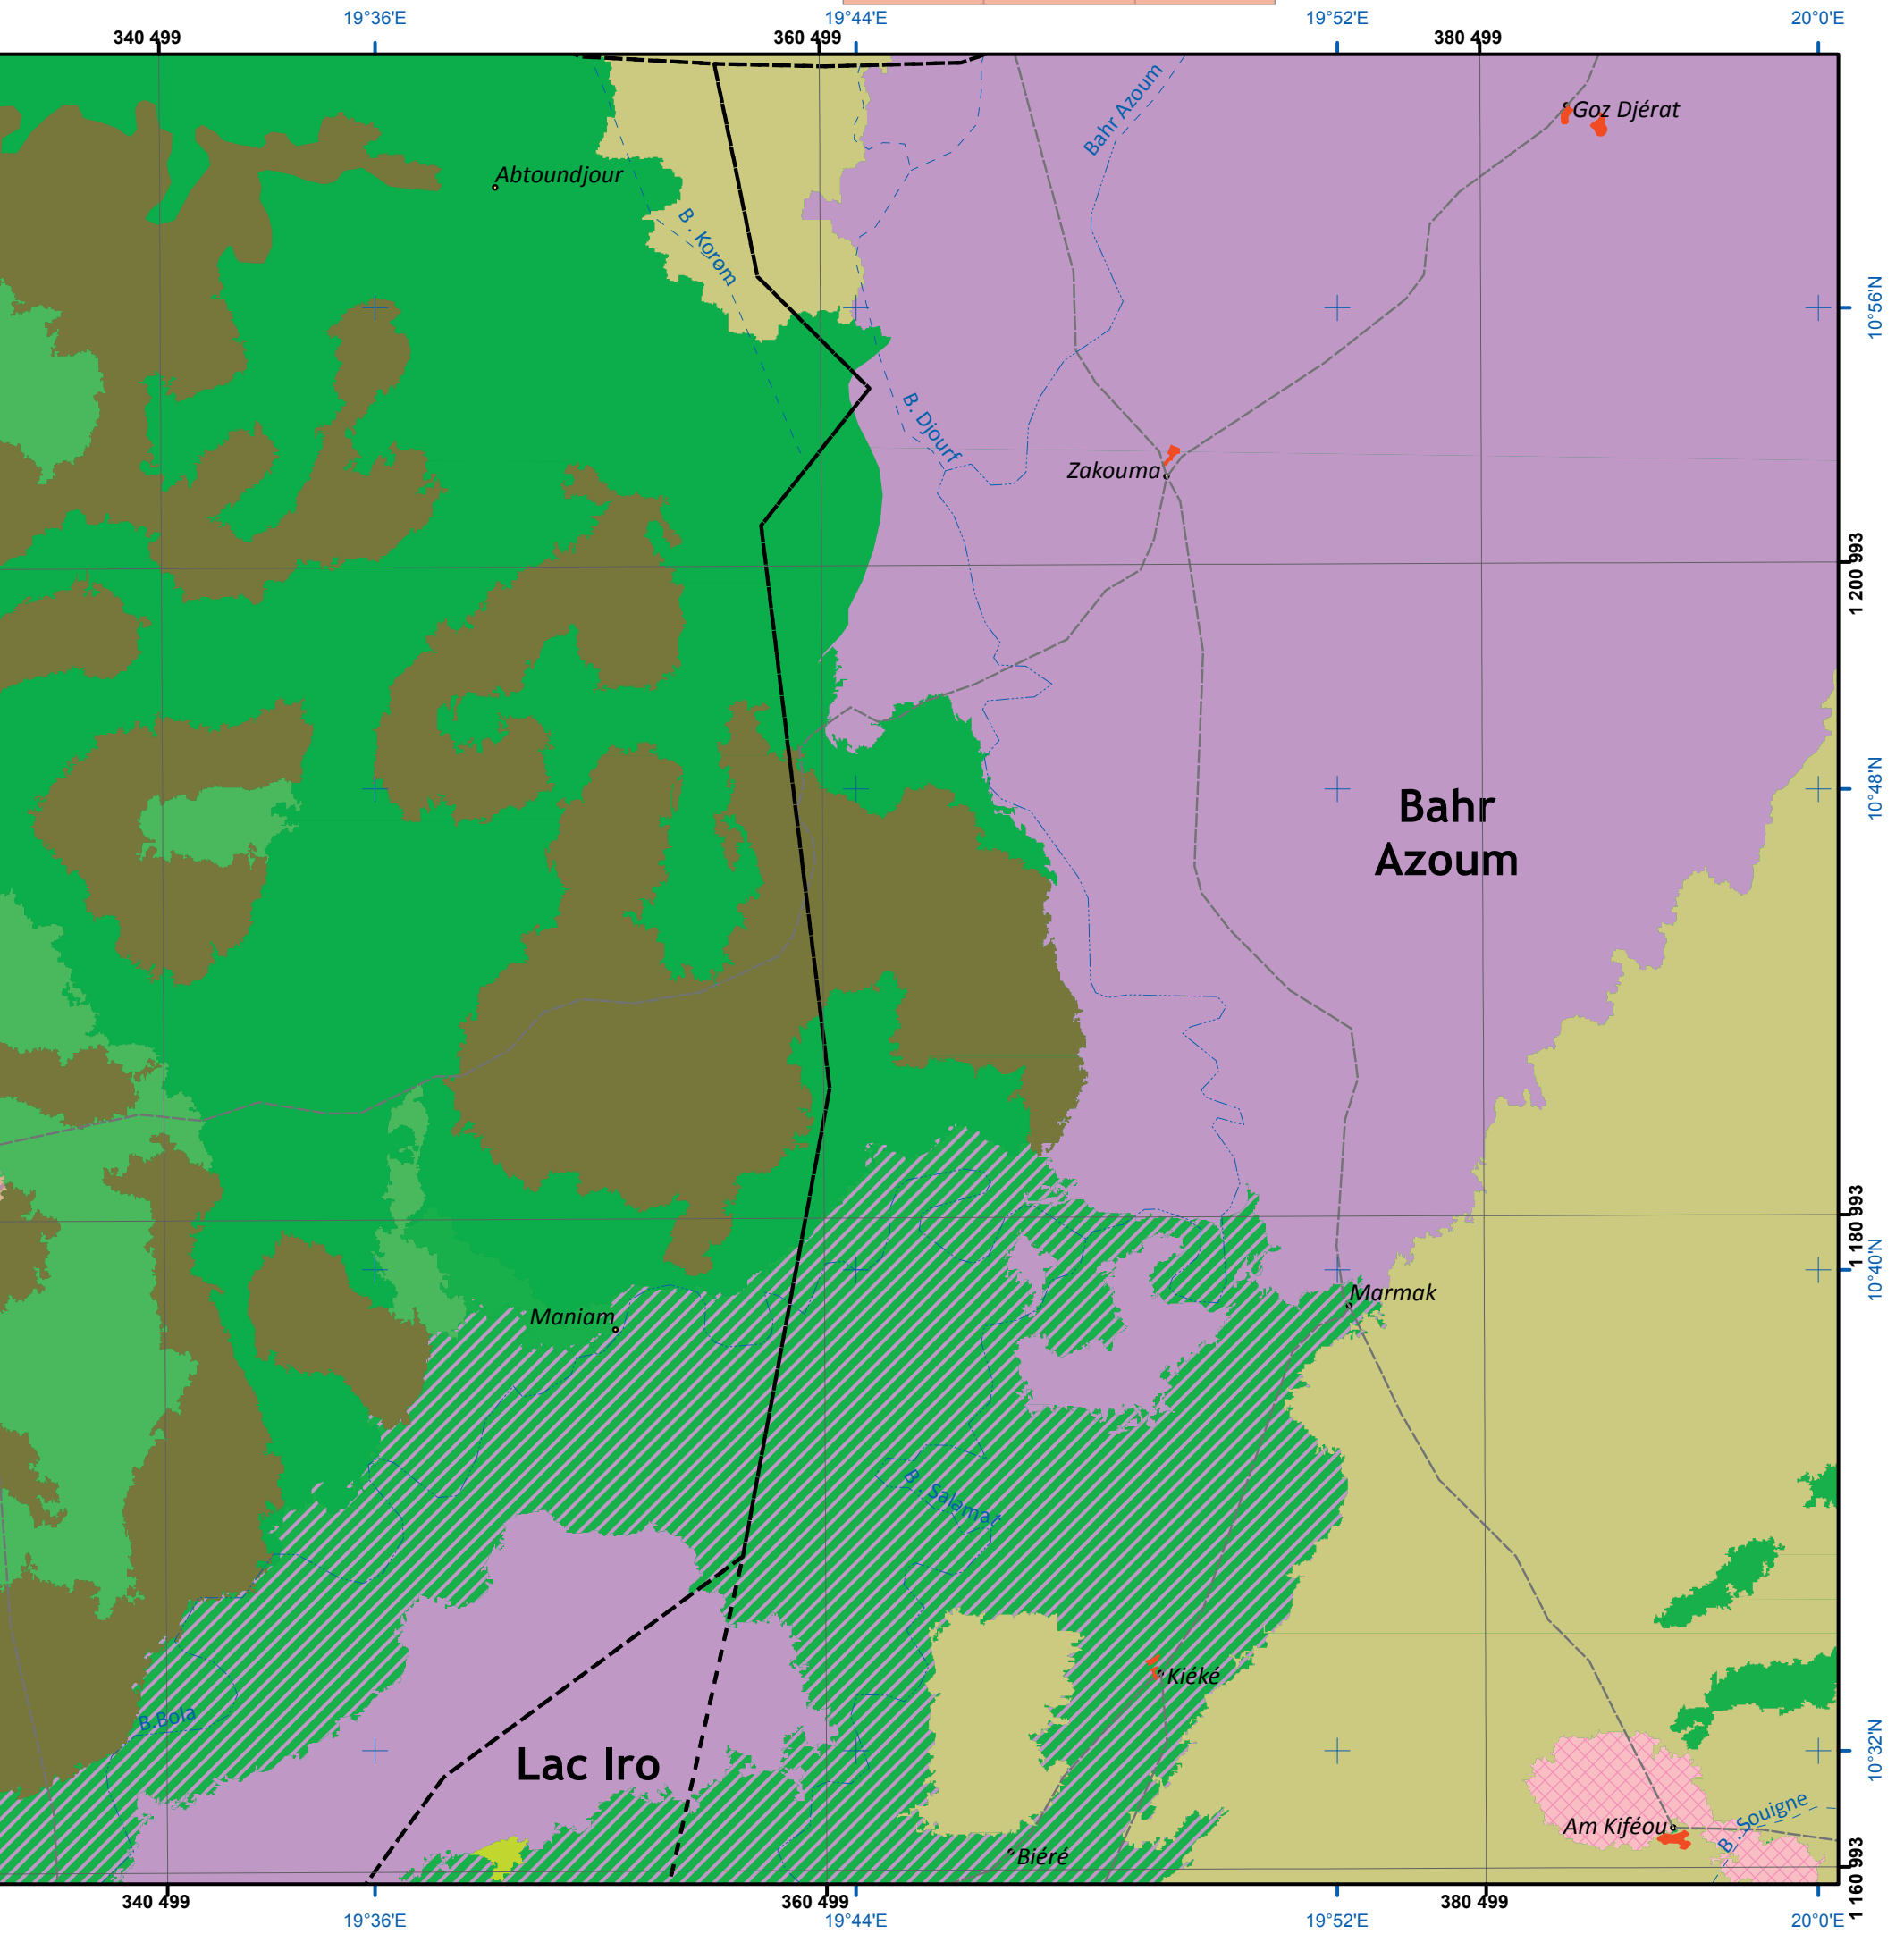 19°36'E 19°44'E 19°52'E 20°0'E
340 499 360 499 380 499
Bahr Azoum
Goz Djérat
Abtoundjour
B. Korom
10°56'N
B. Djourf
Zakouma
1 200 993
10°48'N
Bahr
Azoum
1 180 993
10°40'N
Marmak
Maniam
B. Salamat
Kiéké
B.Bola
10°32'N
Lac Iro
B. Souigne
Am Kiféou
Biéré
1 160 993
340 499 360 499 380 499
19°36'E 19°44'E 19°52'E 20°0'E